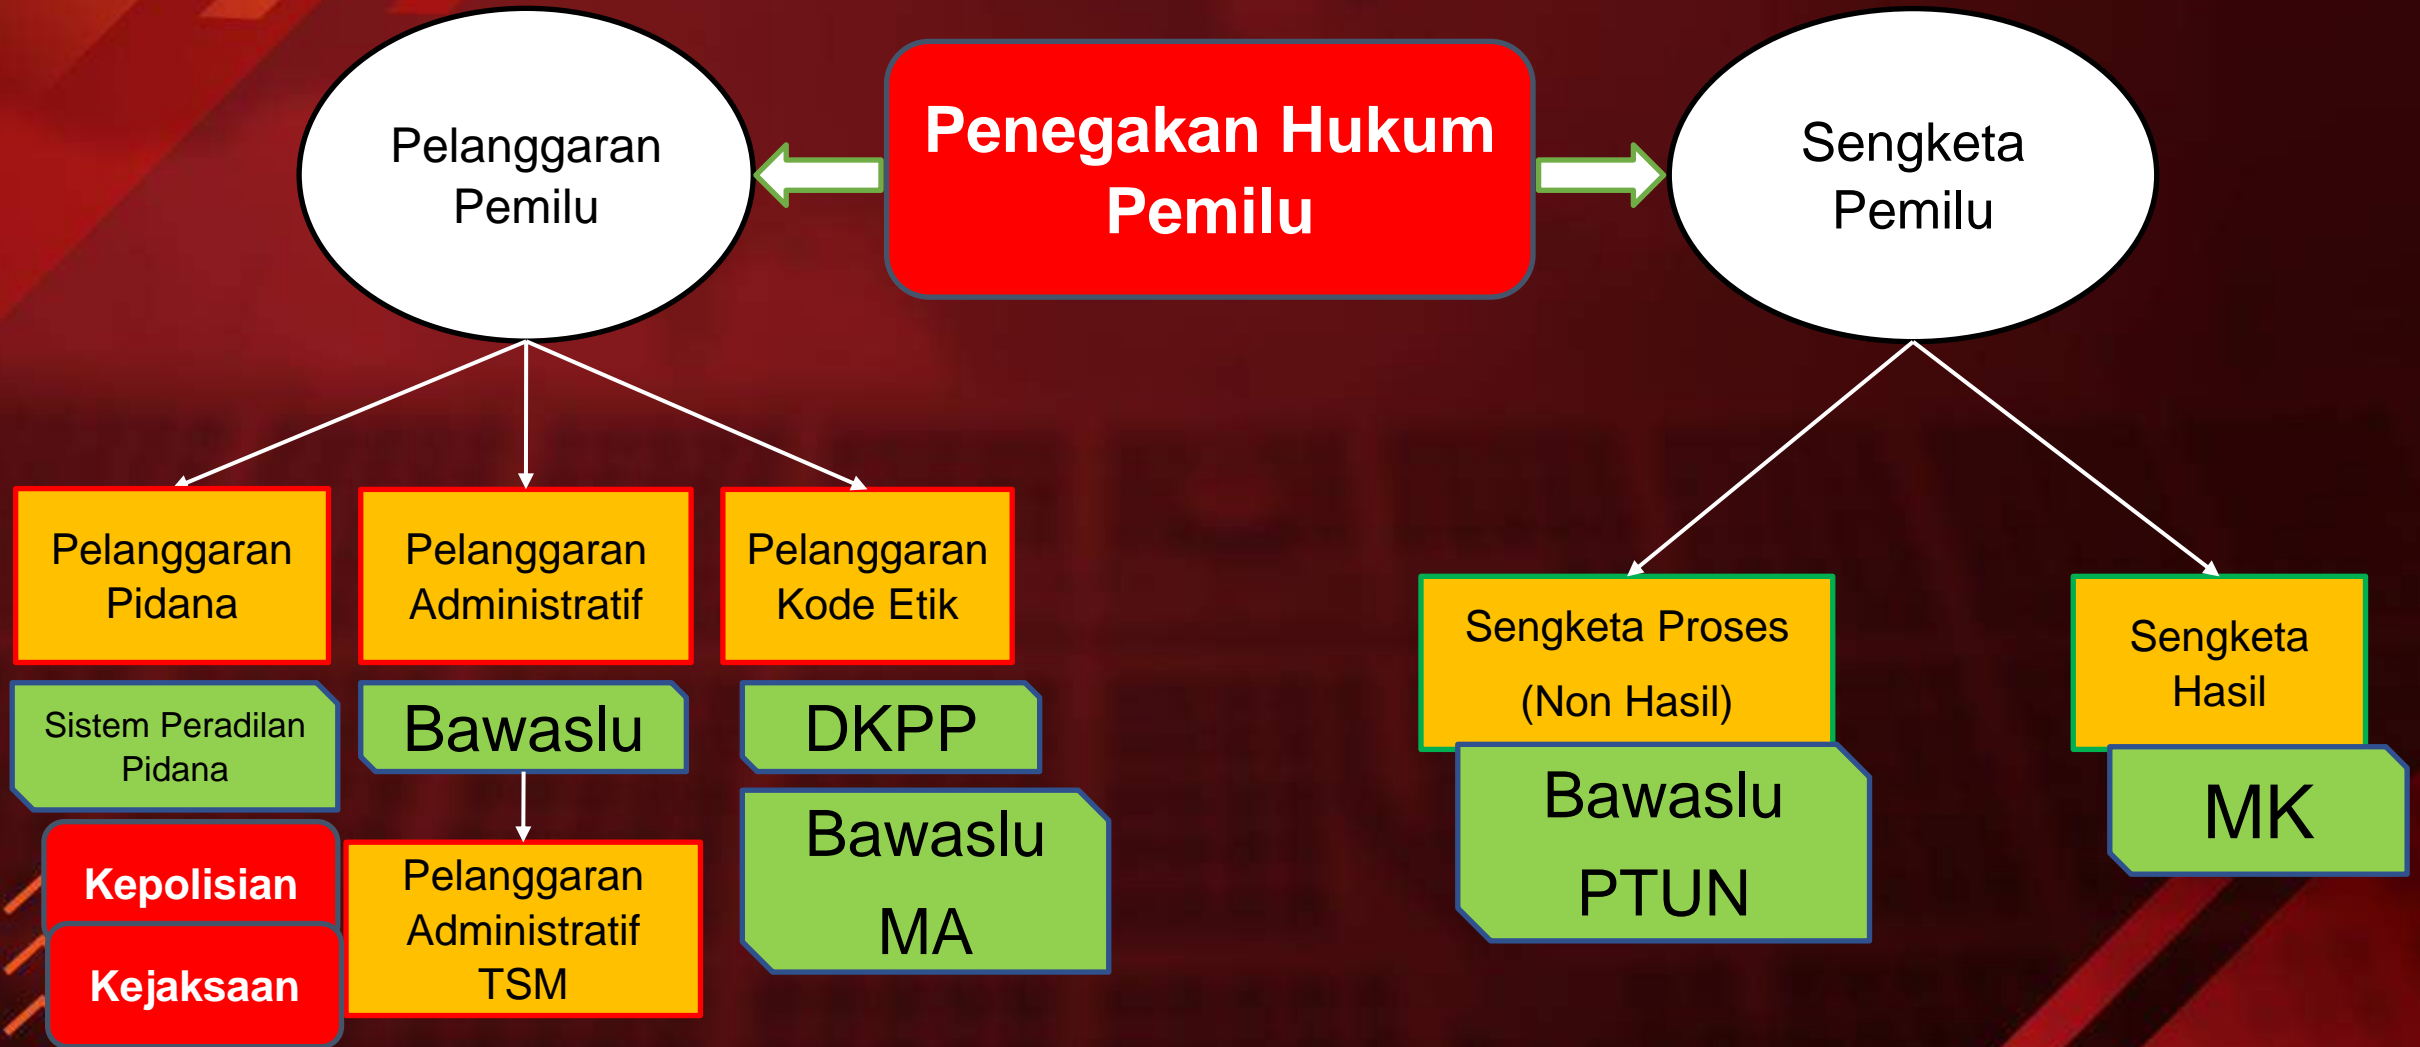 Penegakan Hukum
Pemilu
Pelanggaran
Pemilu
Sengketa
Pemilu
Pelanggaran
Pidana
Pelanggaran
Administratif
Pelanggaran
Kode Etik
Sistem Peradilan
Pidana
Bawaslu
DKPP
Kepolisian
Kejaksaan
Pelanggaran
Administratif
TSM
Bawaslu
MA
Sengketa Proses
(Non Hasil)
Bawaslu
PTUN
Sengketa
Hasil
MK